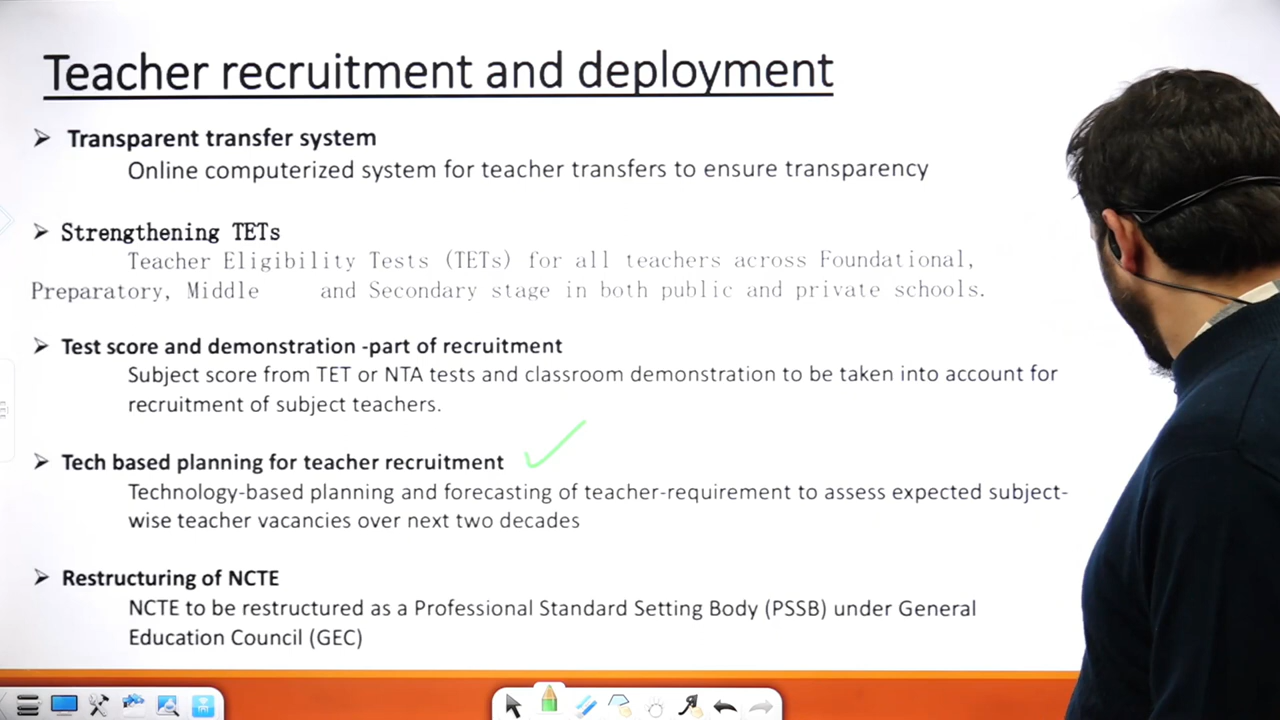 Teacher recruitment and deployment
Transparent transfer system
Online computerized system for teacher transfers to ensure transparency
Strengthening TETs
Teacher Eligibility Tests (TETs) for all teachers across Foundational,
Preparatory, Middle and Secondary stage in both public and private schools.
Test score and demonstration -part of recruitment
Subject score from TET or NTA tests and classroom demonstration to be taken into account for
recruitment of subject teachers.
Tech based planning for teacher recruitment
Technology-based planning and forecasting of teacher-requirement to assess expected subject-
wise teacher vacancies over next two decades
Restructuring of NCTE
NCTE to be restructured as a Professional Standard Setting Body (PSSB) under General
Education Council (GEC)